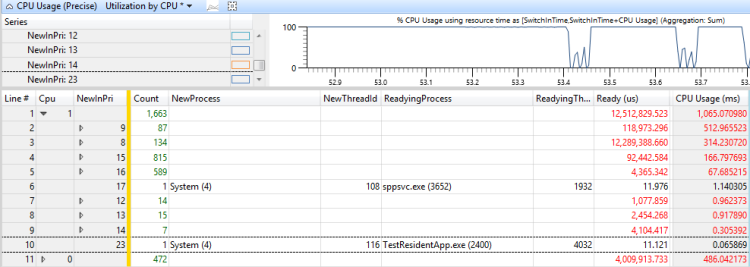 CPU Usage (Precise) Utilization by CPU *
Series
NewInPri: 12
NewInPri: 13
NewInPri: 14
NewInPri: 23
% CPU Usage using resource time as [SwitchInTime,SwitchInTime+CPU Usage] (Aggregation: Sum)
100
0
52.9 53 53.1 53.2 53.3 53.4 53.5 53.6 53.7 53.8
Line # Cpu NewInPri Count NewProcess NewThreadId ReadyingProcess ReadyingTh... Ready (us) CPU Usage (ms)
1 1 1,663 12,512,829.523 1,065.070980
2 9 87 118,973.296 512.965523
3 8 134 12,289,388.660 314.230720
4 15 815 92,442.584 166.797693
5 16 589 4,365.342 67.685215
6 17 1 System (4) 108 sppsvc.exe (3652) 1932 11.976 1.140305
7 12 14 1,077.859 0.962373
8 13 15 2,454.268 0.917890
9 14 7 4,104.417 0.305392
10 23 1 System (4) 116 TestResidentApp.exe (2400) 4032 11.121 0.065869
11 0 472 4,009,913.733 486.042173